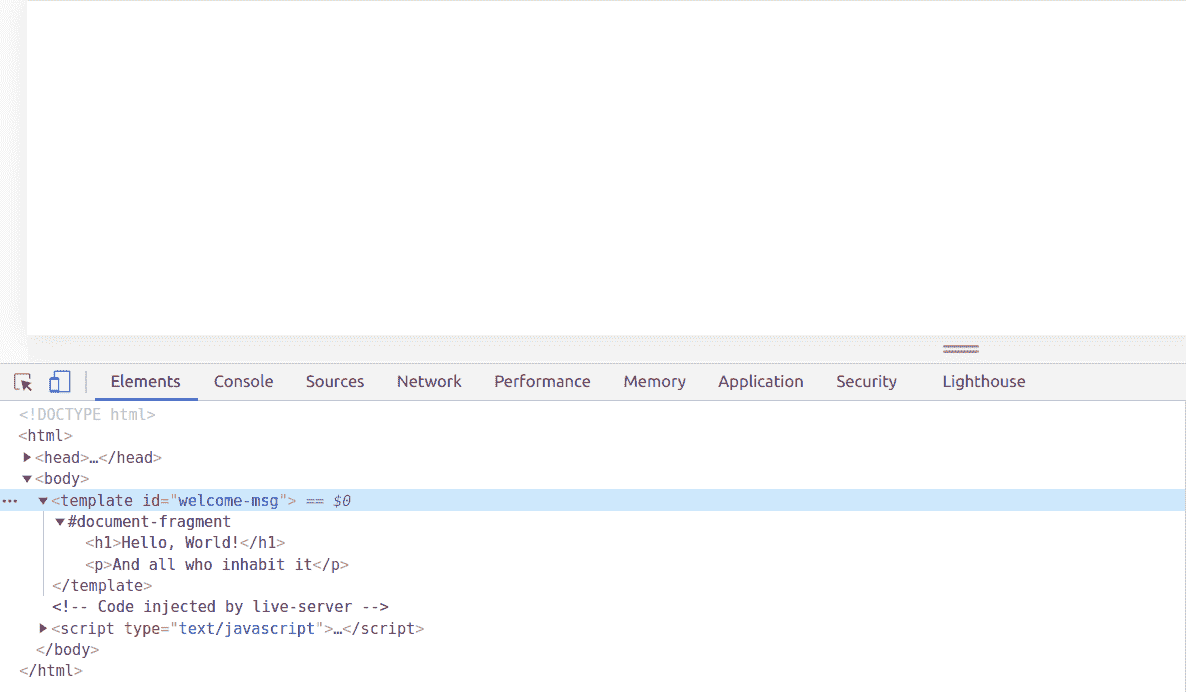 Elements Console Sources Network Performance Memory Application Security Lighthouse
<!DOCTYPE html>
<html>
<head>…</head>
<body>
<template id="welcome-msg"> == $0
#document-fragment
<h1>Hello, World!</h1>
<p>And all who inhabit it</p>
</template>
<!-- Code injected by live-server -->
<script type="text/javascript">…</script>
</body>
</html>